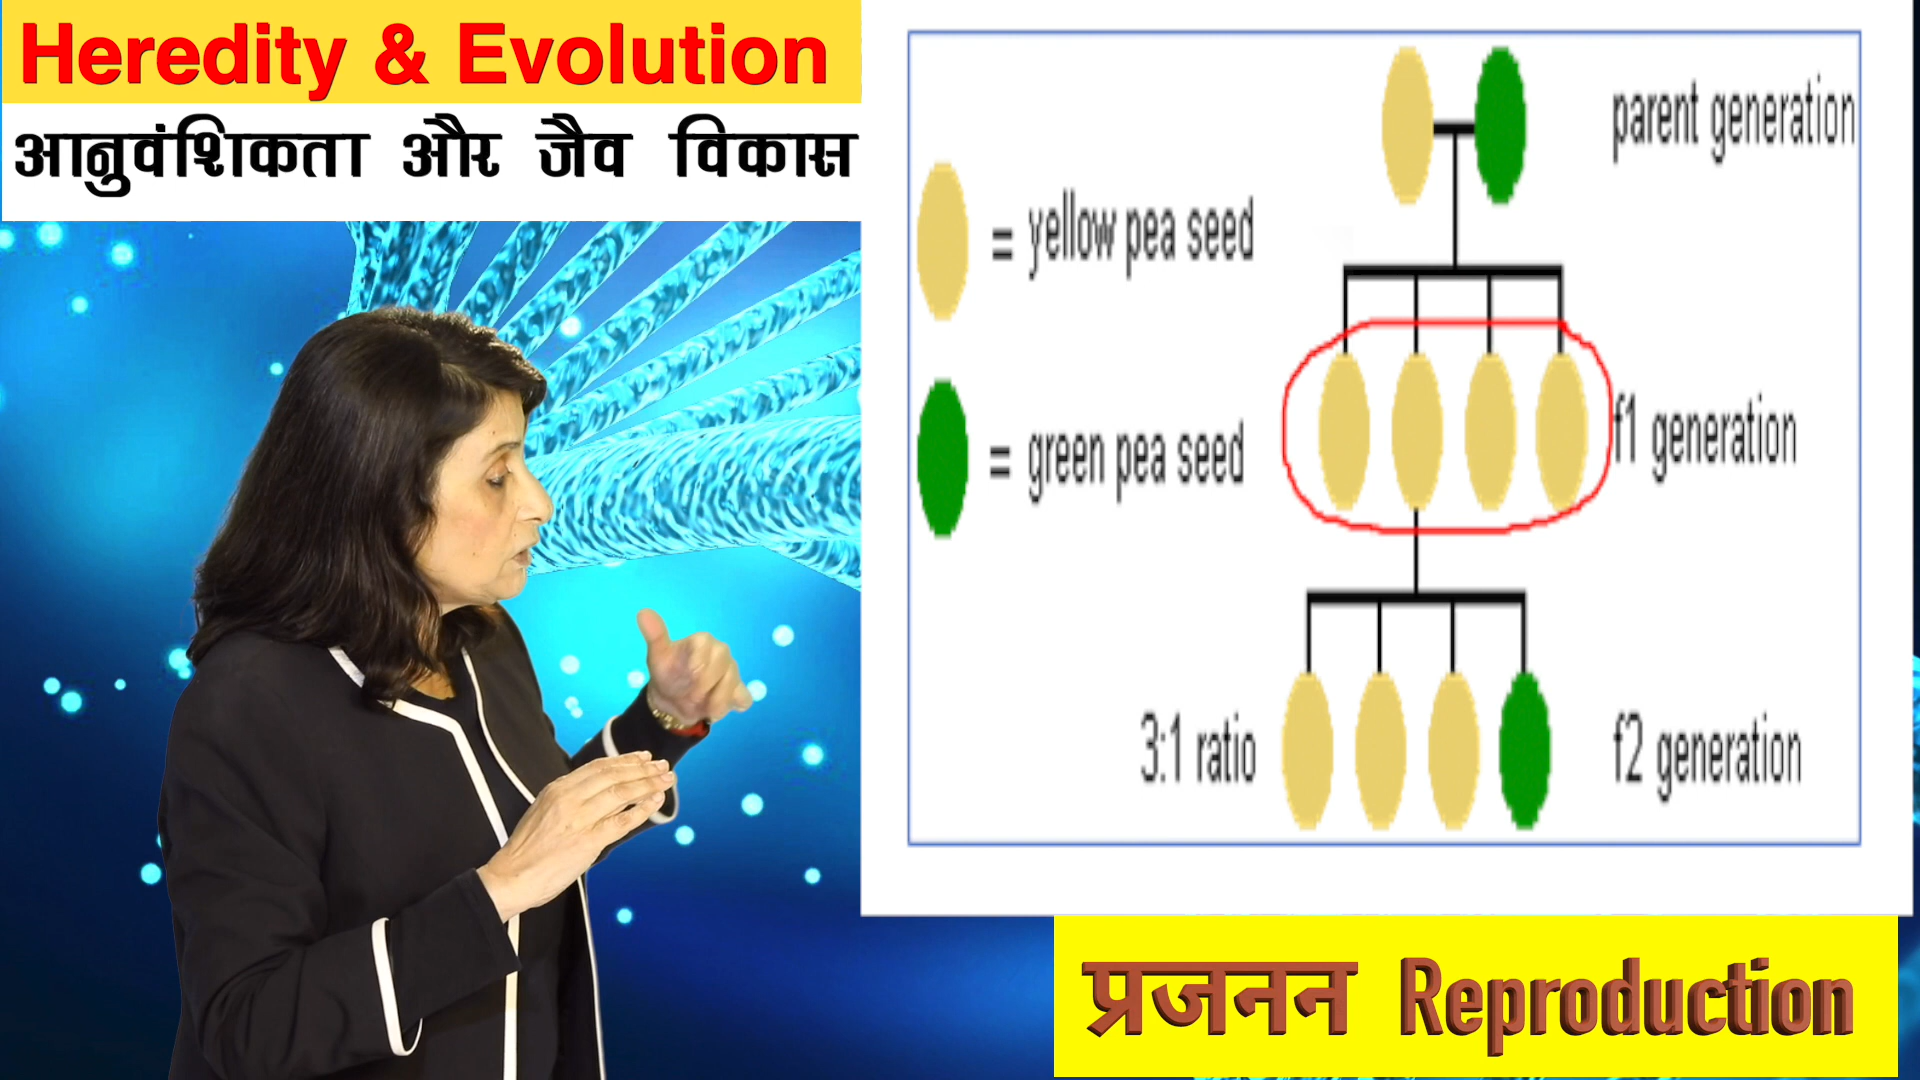 Heredity & Evolution
आनुवंशिकता और जैव विकास
parent generation
= yellow pea seed
= green pea seed
f1 generation
3:1 ratio
f2 generation
प्रजनन Reproduction